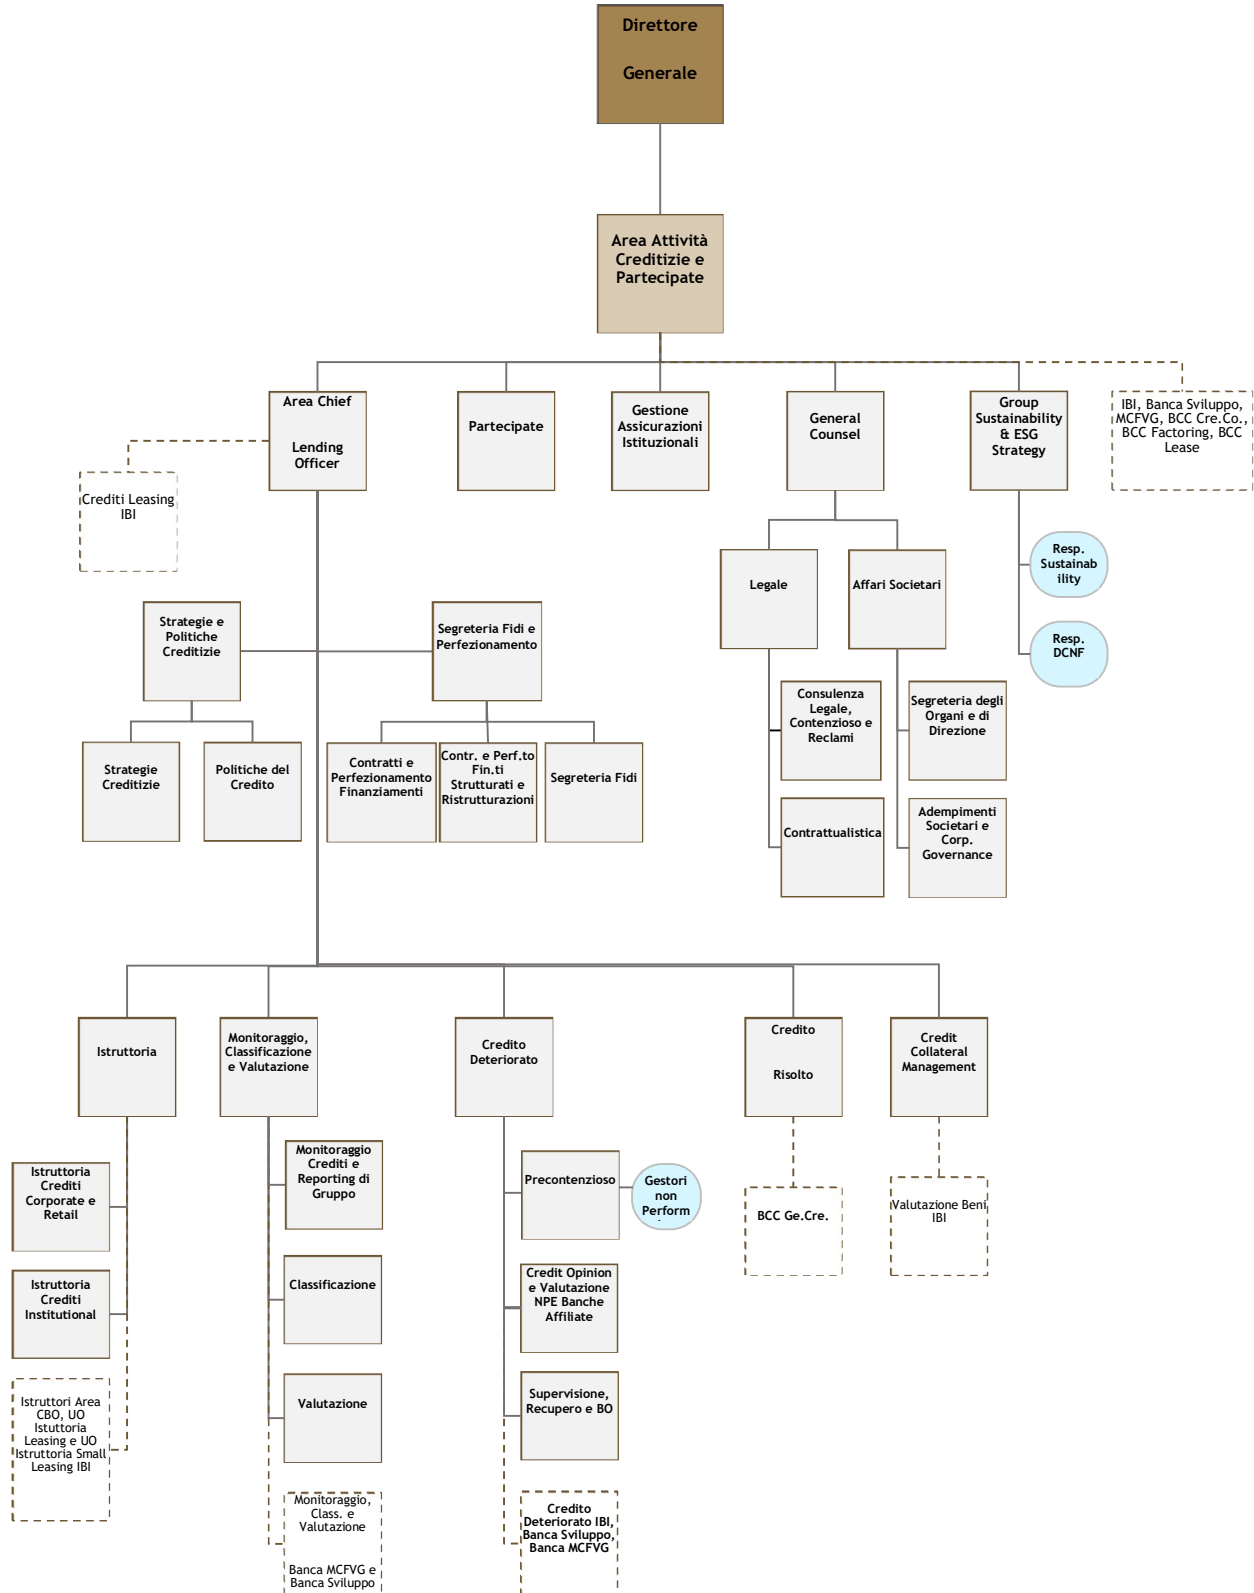 Direttore
Generale
Area Attività
Creditizie e
Partecipate
Area Chief
Lending
Officer
Partecipate
Gestione
Assicurazioni
Istituzionali
General
Counsel
Group
Sustainability
& ESG
Strategy
IBI, Banca Sviluppo,
MCFVG, BCC Cre.Co.,
BCC Factoring, BCC
Lease
Crediti Leasing
IBI
Legale
Affari Societari
Resp.
Sustainab
ility
Resp.
DCNF
Strategie e
Politiche
Creditizie
Segreteria Fidi e
Perfezionamento
Consulenza
Legale,
Contenzioso e
Reclami
Segreteria degli
Organi e di
Direzione
Strategie
Creditizie
Politiche del
Credito
Contratti e
Perfezionamento
Finanziamenti
Contr. e Perf.to
Fin.ti
Strutturati e
Ristrutturazioni
Segreteria Fidi
Contrattualistica
Adempimenti
Societari e
Corp.
Governance
Istruttoria
Monitoraggio,
Classificazione
e Valutazione
Credito
Deteriorato
Credito
Risolto
Credit
Collateral
Management
Istruttoria
Crediti
Corporate e
Retail
Monitoraggio
Crediti e
Reporting di
Gruppo
Precontenzioso
Gestori
non
Perform
BCC Ge.Cre.
Valutazione Beni
IBI
Istruttoria
Crediti
Institutional
Classificazione
Credit Opinion
e Valutazione
NPE Banche
Affiliate
Istruttori Area
CBO, UO
Istuttoria
Leasing e UO
Istruttoria Small
Leasing IBI
Valutazione
Supervisione,
Recupero e BO
Monitoraggio,
Class. e
Valutazione
Banca MCFVG e
Banca Sviluppo
Credito
Deteriorato IBI,
Banca Sviluppo,
Banca MCFVG